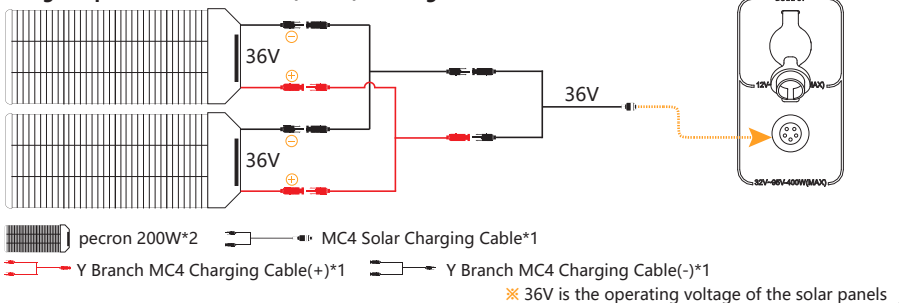 36V
36V
36V
12V
32V~95V-400W(MAX)
pecron 200W*2
MC4 Solar Charging Cable*1
Y Branch MC4 Charging Cable(+)*1
Y Branch MC4 Charging Cable(-)*1
※ 36V is the operating voltage of the solar panels